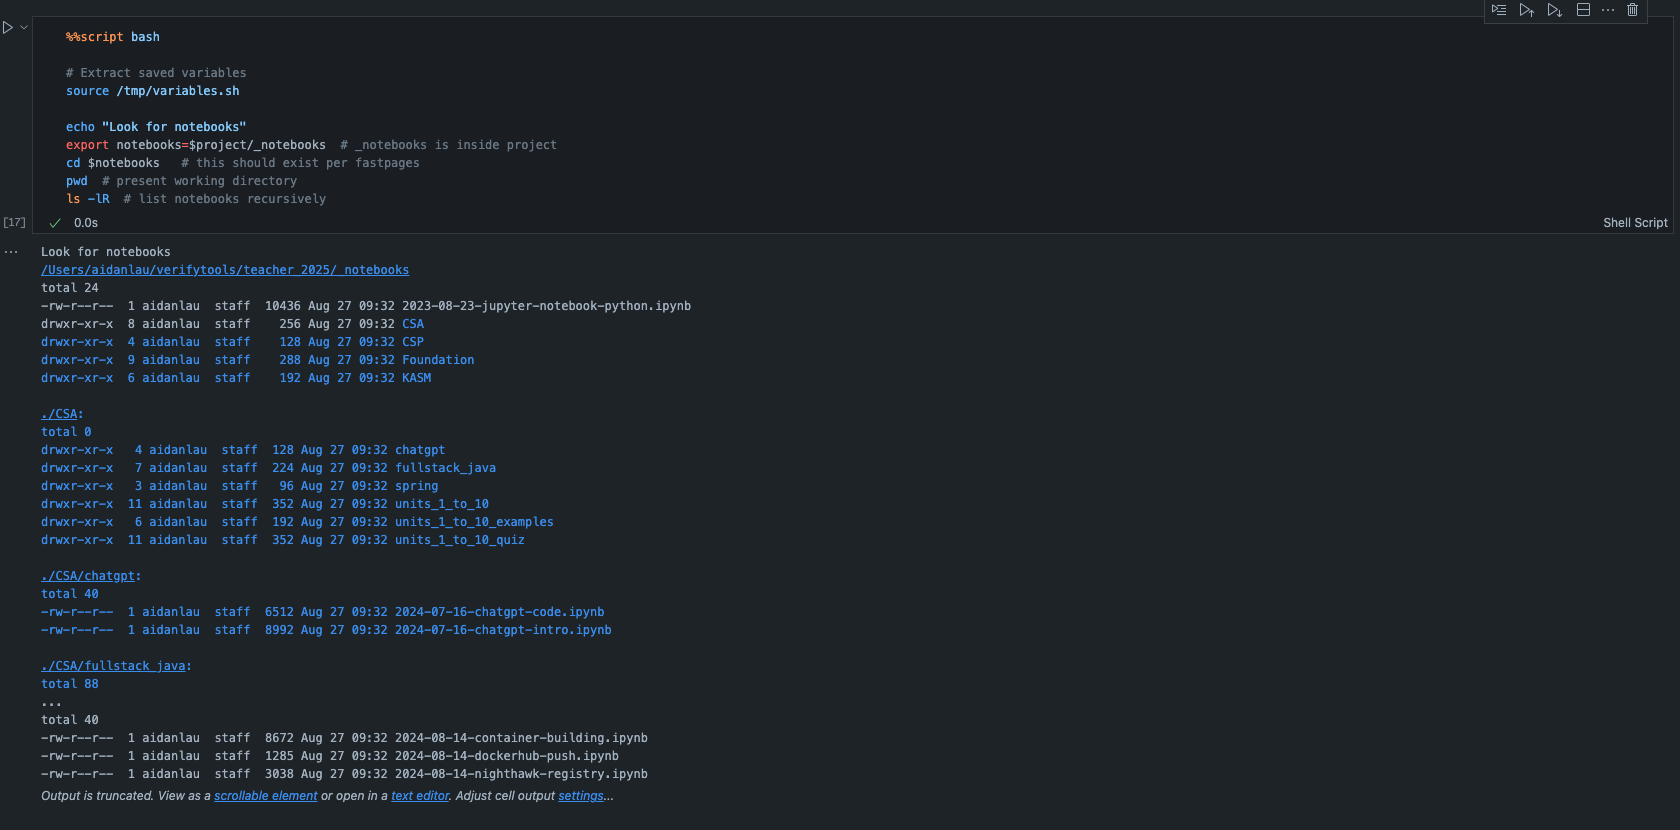 %%script bash
# Extract saved variables
source /tmp/variables.sh
echo "Look for notebooks"
export notebooks=$project/_notebooks  # _notebooks is inside project
cd $notebooks   # this should exist per fastpages
pwd  # present working directory
ls -lR  # list notebooks recursively
[17]
0.0s
Shell Script
Look for notebooks
/Users/aidanlau/verifytools/teacher_2025/_notebooks
total 24
-rw-r--r--  1 aidanlau  staff  10436 Aug 27 09:32 2023-08-23-jupyter-notebook-python.ipynb
drwxr-xr-x  8 aidanlau  staff    256 Aug 27 09:32 CSA
drwxr-xr-x  4 aidanlau  staff    128 Aug 27 09:32 CSP
drwxr-xr-x  9 aidanlau  staff    288 Aug 27 09:32 Foundation
drwxr-xr-x  6 aidanlau  staff    192 Aug 27 09:32 KASM
./CSA:
total 0
drwxr-xr-x   4 aidanlau  staff  128 Aug 27 09:32 chatgpt
drwxr-xr-x   7 aidanlau  staff  224 Aug 27 09:32 fullstack_java
drwxr-xr-x   3 aidanlau  staff   96 Aug 27 09:32 spring
drwxr-xr-x  11 aidanlau  staff  352 Aug 27 09:32 units_1_to_10
drwxr-xr-x   6 aidanlau  staff  192 Aug 27 09:32 units_1_to_10_examples
drwxr-xr-x  11 aidanlau  staff  352 Aug 27 09:32 units_1_to_10_quiz
./CSA/chatgpt:
total 40
-rw-r--r--  1 aidanlau  staff  6512 Aug 27 09:32 2024-07-16-chatgpt-code.ipynb
-rw-r--r--  1 aidanlau  staff  8992 Aug 27 09:32 2024-07-16-chatgpt-intro.ipynb
./CSA/fullstack_java:
total 88
...
total 40
-rw-r--r--  1 aidanlau  staff  8672 Aug 27 09:32 2024-08-14-container-building.ipynb
-rw-r--r--  1 aidanlau  staff  1285 Aug 27 09:32 2024-08-14-dockerhub-push.ipynb
-rw-r--r--  1 aidanlau  staff  3038 Aug 27 09:32 2024-08-14-nighthawk-registry.ipynb
Output is truncated. View as a scrollable element or open in a text editor. Adjust cell output settings...